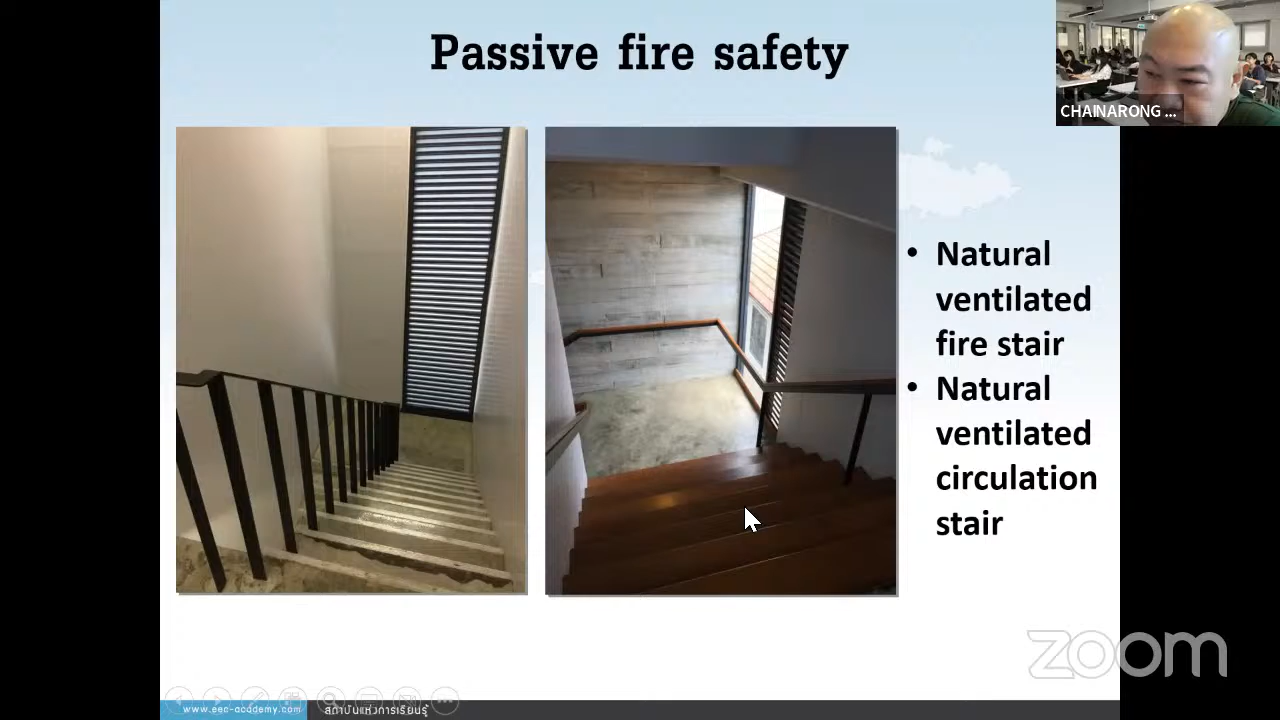 Passive fire safety
CHAINARONG ...
• Natural
ventilated
fire stair
• Natural
ventilated
circulation
stair
zoom
www.eec-academy.com
สถาบันแห่งการเรียนรู้